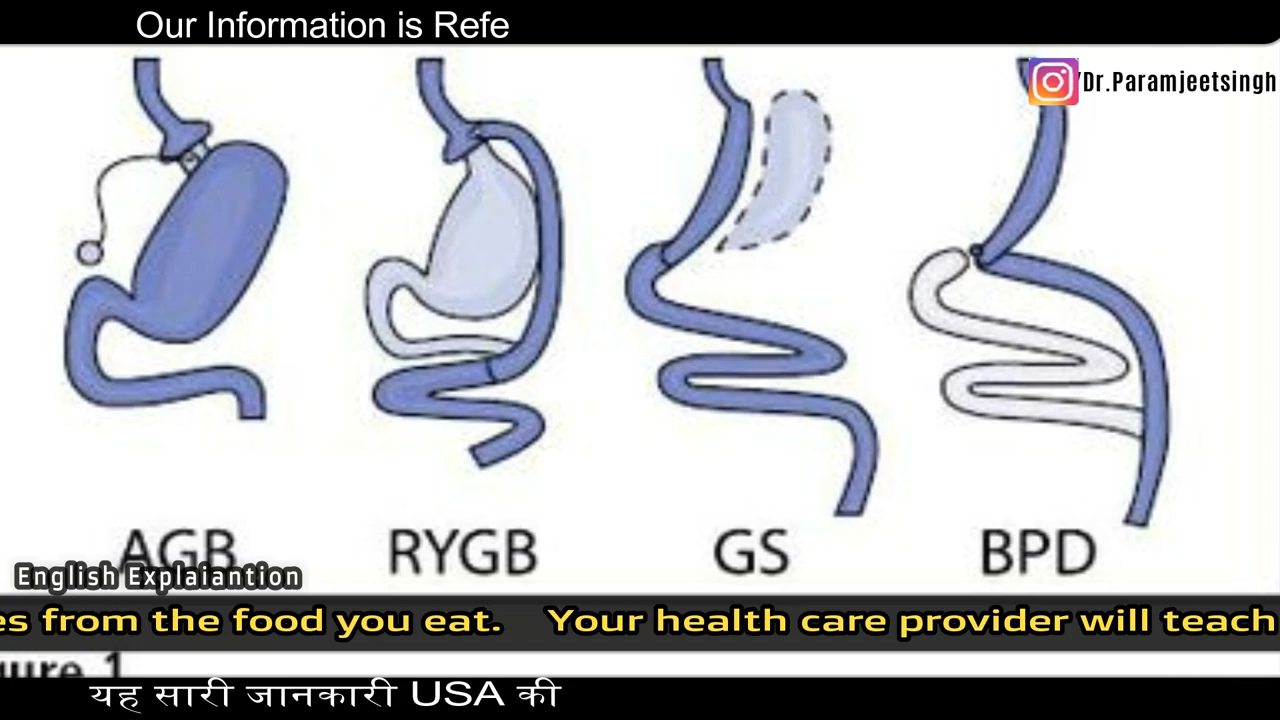 Our Information is Refe
/Dr.Paramjeetsingh
AGB RYGB GS BPD
English Explaiantion
es from the food you eat. Your health care provider will teach
यह सारी जानकारी USA की